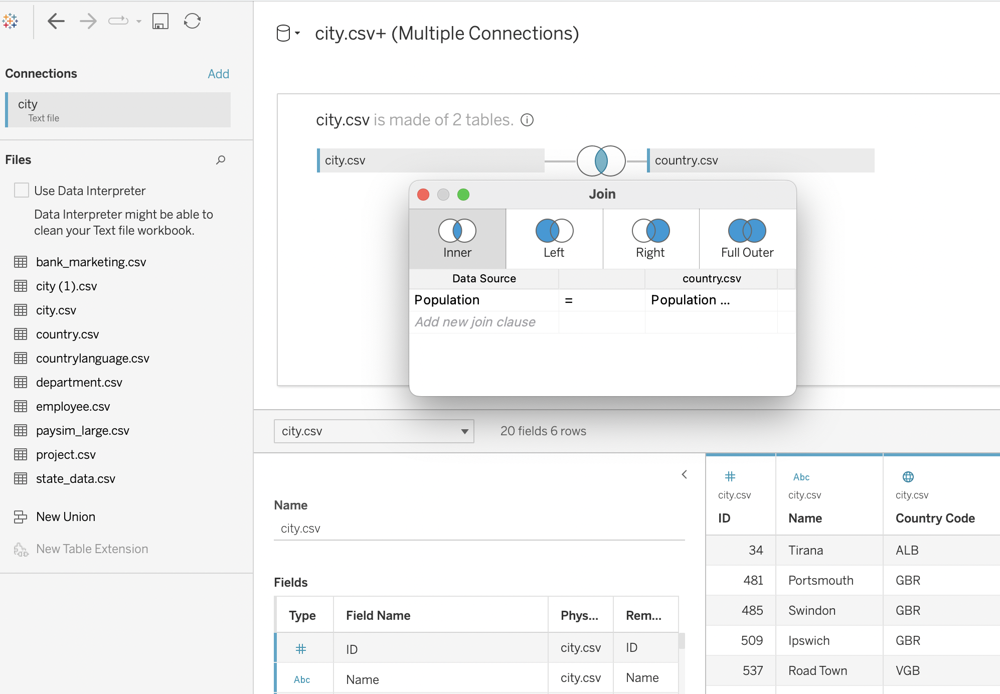 city.csv+ (Multiple Connections)
Connections
Add
city
Text file
Files
Use Data Interpreter
Data Interpreter might be able to
clean your Text file workbook.
bank_marketing.csv
city (1).csv
city.csv
country.csv
countrylanguage.csv
department.csv
employee.csv
paysim_large.csv
project.csv
state_data.csv
New Union
New Table Extension
city.csv is made of 2 tables.
city.csv
country.csv
Join
Inner
Left
Right
Full Outer
Data Source
country.csv
Population
=
Population ...
Add new join clause
city.csv
20 fields 6 rows
Name
city.csv
Fields
Type Field Name Phys... Rem...
# ID city.csv ID
Abc Name city.csv Name
# Abc
city.csv city.csv city.csv
ID Name Country Code
34 Tirana ALB
481 Portsmouth GBR
485 Swindon GBR
509 Ipswich GBR
537 Road Town VGB